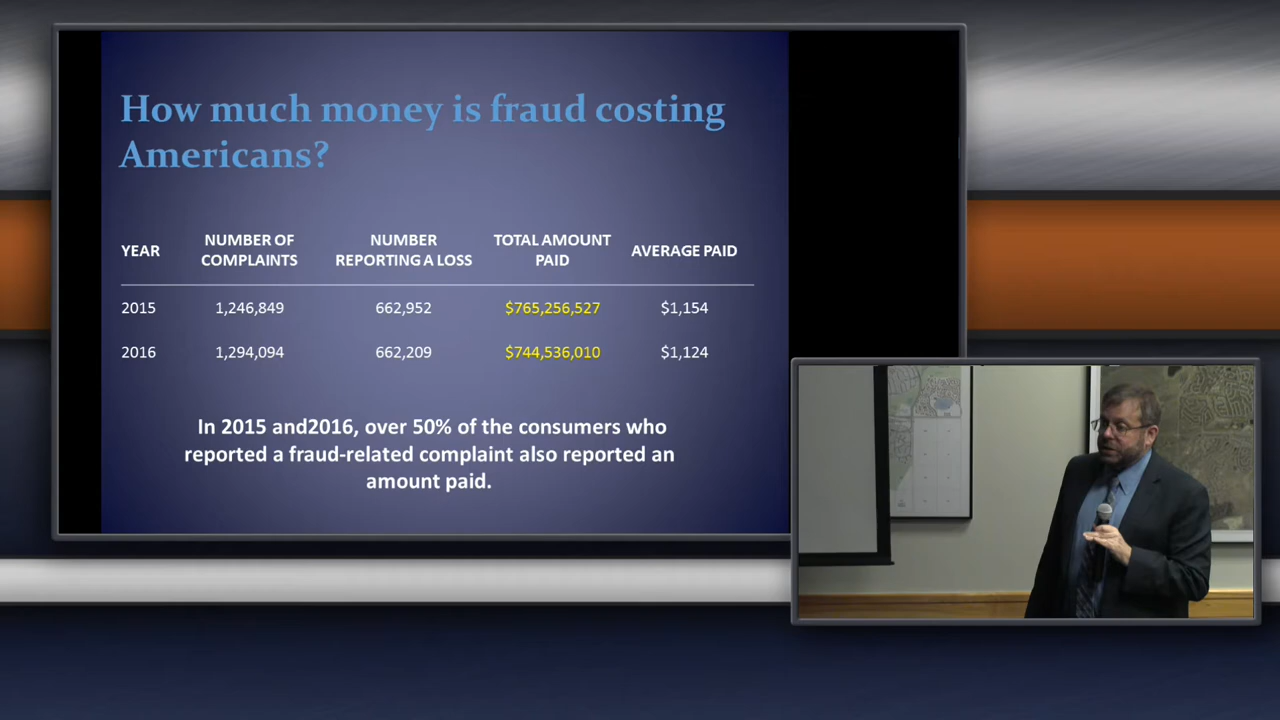 How much money is fraud costing
Americans?
YEAR
NUMBER OF
COMPLAINTS
NUMBER
REPORTING A LOSS
TOTAL AMOUNT
PAID
AVERAGE PAID
2015 1,246,849 662,952 $765,256,527 $1,154
2016 1,294,094 662,209 $744,536,010 $1,124
In 2015 and2016, over 50% of the consumers who
reported a fraud-related complaint also reported an
amount paid.